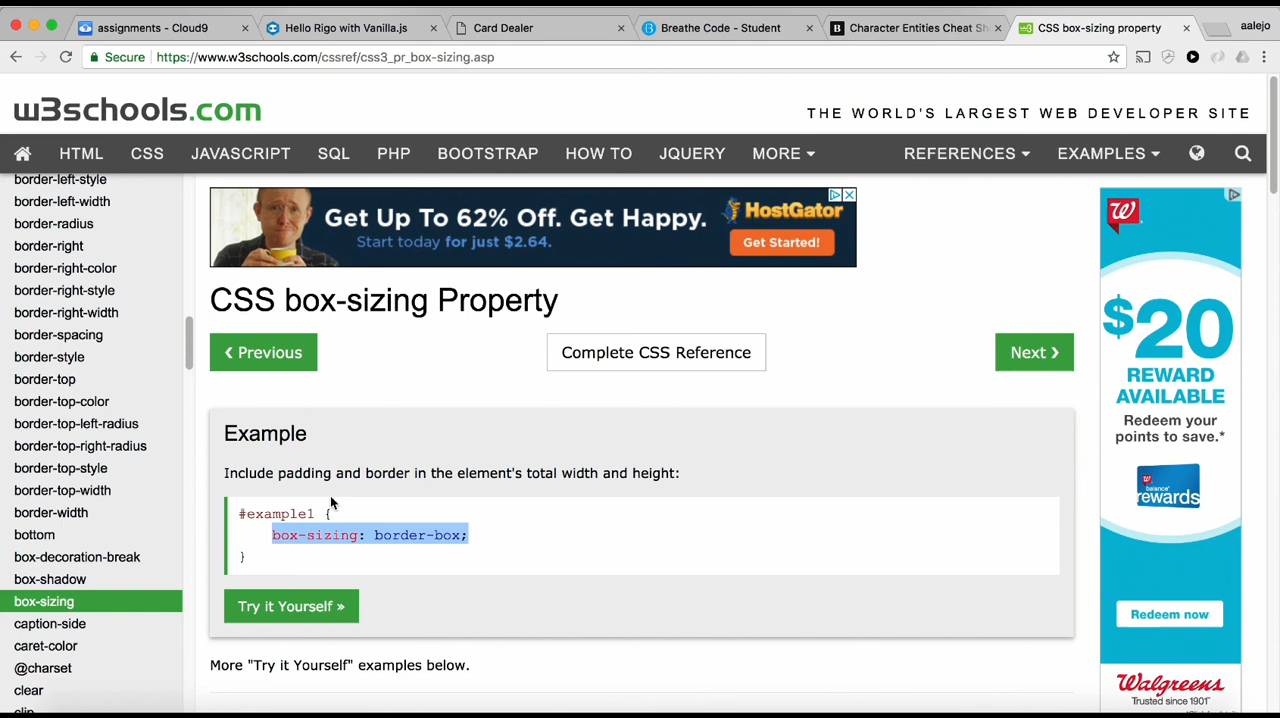 assignments - Cloud9
Hello Rigo with Vanilla.js
Card Dealer
Breathe Code - Student
Character Entities Cheat Sh
CSS box-sizing property
aalejo
Secure
https://www.w3schools.com/cssref/css3_pr_box-sizing.asp
w3schools.com
THE WORLD'S LARGEST WEB DEVELOPER SITE
HTML CSS JAVASCRIPT SQL PHP BOOTSTRAP HOW TO JQUERY MORE REFERENCES EXAMPLES
border-left-style
border-left-width
border-radius
border-right
border-right-color
border-right-style
border-right-width
border-spacing
border-style
border-top
border-top-color
border-top-left-radius
border-top-right-radius
border-top-style
border-top-width
border-width
bottom
box-decoration-break
box-shadow
box-sizing
caption-side
caret-color
@charset
clear
clip
Get Up To 62% Off. Get Happy.
Start today for just $2.64.
HostGator
Get Started!
CSS box-sizing Property
❮ Previous
Complete CSS Reference
Next ❯
Example
Include padding and border in the element's total width and height:
#example1 {
box-sizing: border-box;
}
Try it Yourself »
More "Try it Yourself" examples below.
W
$20
REWARD
AVAILABLE
Redeem your
points to save.*
balance
rewards
Redeem now
Walgreens
Trusted since 1901